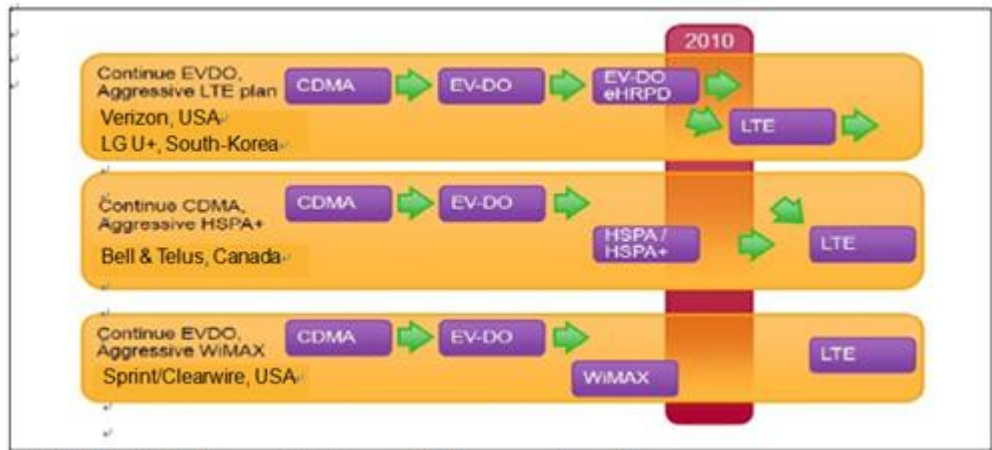 2010
Continue EVDO,
Aggressive LTE plan
Verizon, USA
LG U+, South-Korea
CDMA
EV-DO
EV-DO
eHRPD
LTE
Continue CDMA,
Aggressive HSPA+
Bell & Telus, Canada
CDMA
EV-DO
HSPA /
HSPA+
LTE
Continue EVDO,
Aggressive WiMAX
Sprint/Clearwire, USA
CDMA
EV-DO
WiMAX
LTE